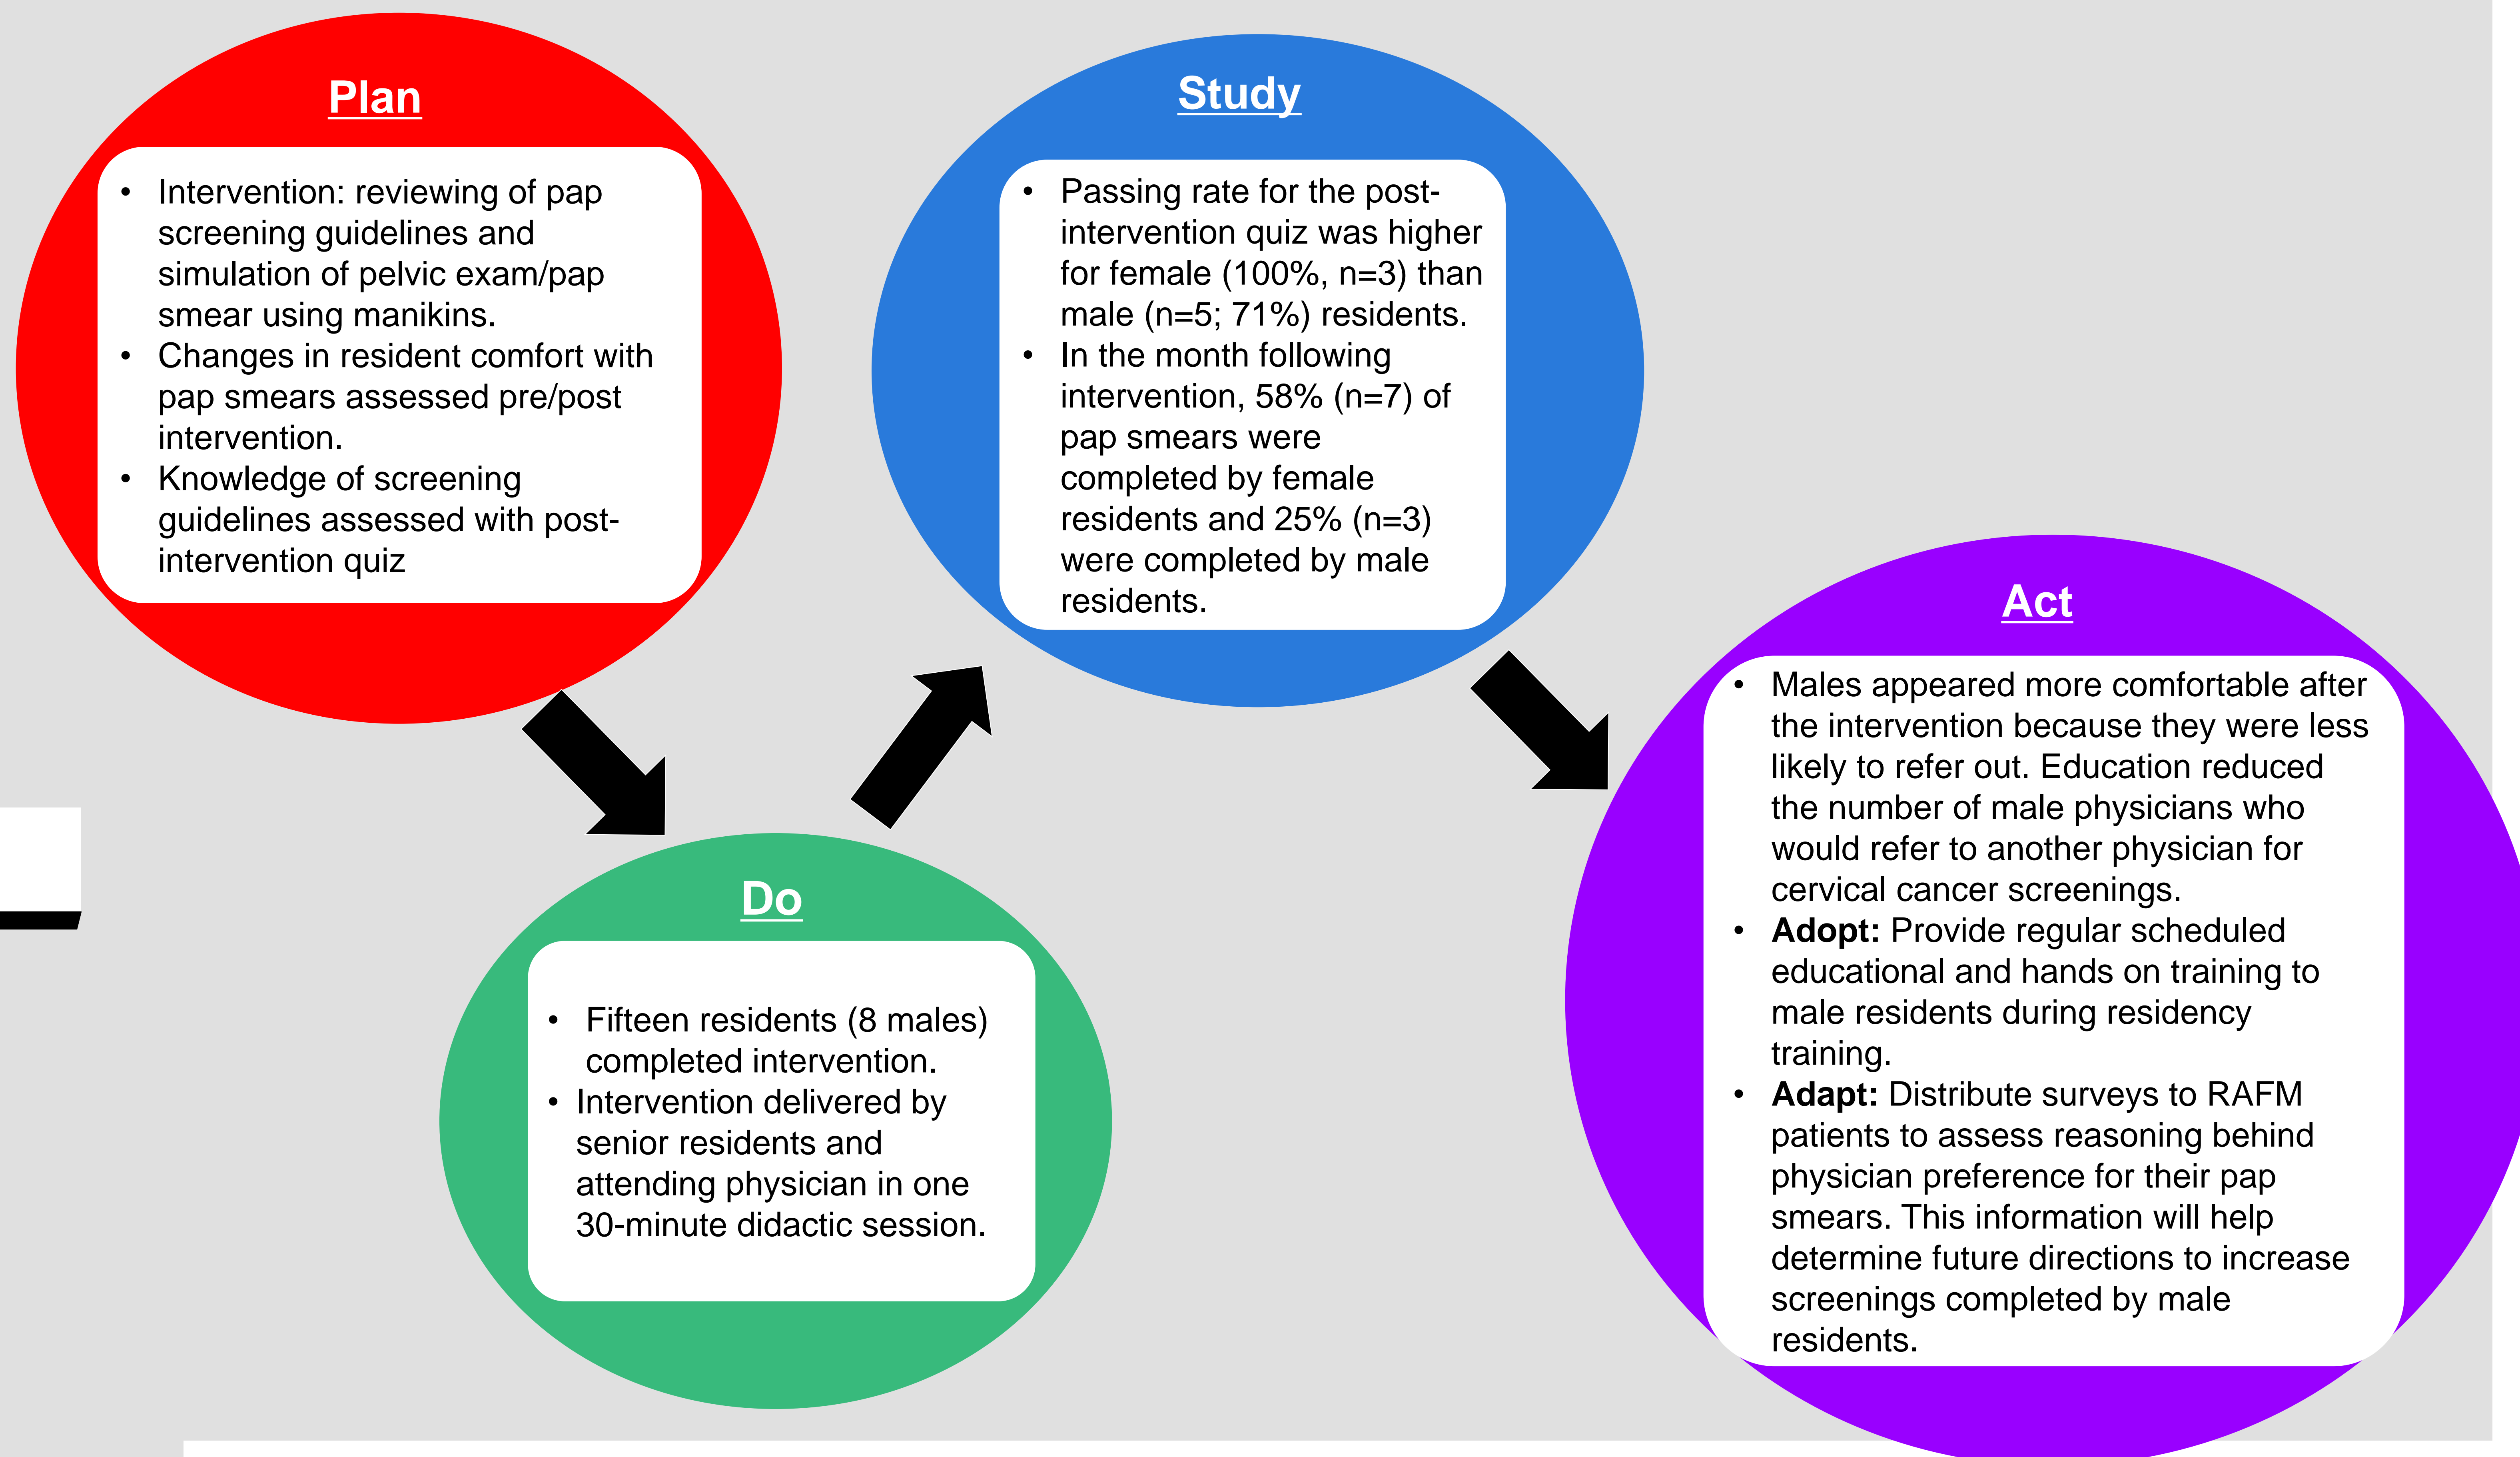 Plan
• Intervention: reviewing of pap
screening guidelines and
simulation of pelvic exam/pap
smear using manikins.
• Changes in resident comfort with
pap smears assessed pre/post
intervention.
• Knowledge of screening
guidelines assessed with post-
intervention quiz
Do
• Fifteen residents (8 males)
completed intervention.
• Intervention delivered by
senior residents and
attending physician in one
30-minute didactic session.
Study
• Passing rate for the post-
intervention quiz was higher
for female (100%, n=3) than
male (n=5; 71%) residents.
• In the month following
intervention, 58% (n=7) of
pap smears were
completed by female
residents and 25% (n=3)
were completed by male
residents.
Act
• Males appeared more comfortable after
the intervention because they were less
likely to refer out. Education reduced
the number of male physicians who
would refer to another physician for
cervical cancer screenings.
• Adopt: Provide regular scheduled
educational and hands on training to
male residents during residency
training.
• Adapt: Distribute surveys to RAFM
patients to assess reasoning behind
physician preference for their pap
smears. This information will help
determine future directions to increase
screenings completed by male
residents.